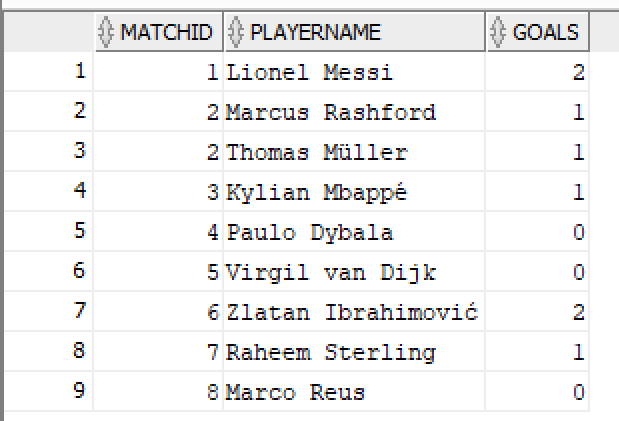 MATCHID PLAYERNAME GOALS
1 1 Lionel Messi 2
2 2 Marcus Rashford 1
3 2 Thomas Müller 1
4 3 Kylian Mbappé 1
5 4 Paulo Dybala 0
6 5 Virgil van Dijk 0
7 6 Zlatan Ibrahimović 2
8 7 Raheem Sterling 1
9 8 Marco Reus 0